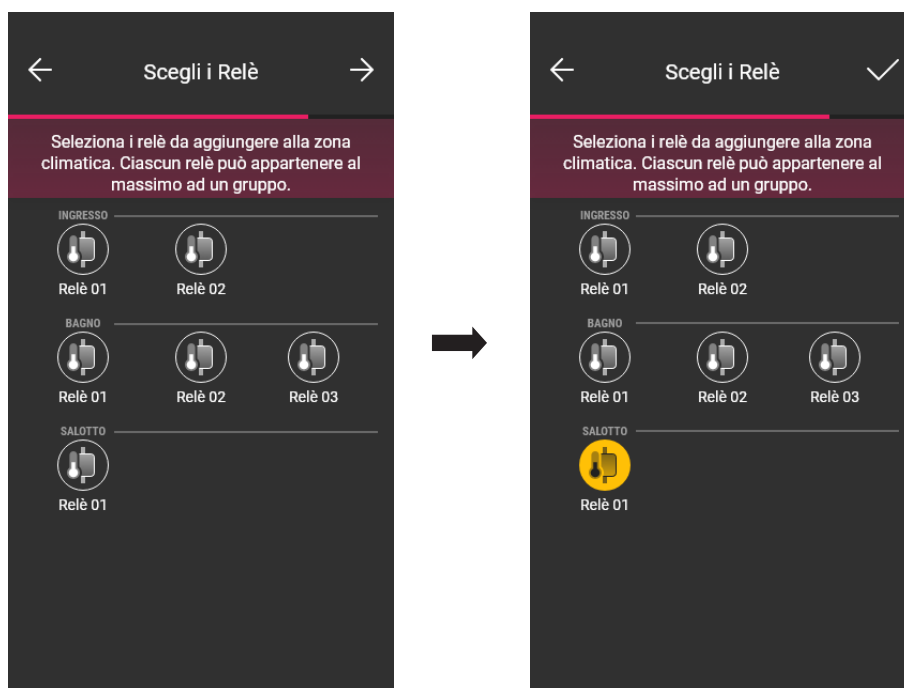 Scegli i Relè
Seleziona i relè da aggiungere alla zona
climatica. Ciascun relè può appartenere al
massimo ad un gruppo.
INGRESSO
Relè 01 Relè 02
BAGNO
Relè 01 Relè 02 Relè 03
SALOTTO
Relè 01
Scegli i Relè
Seleziona i relè da aggiungere alla zona
climatica. Ciascun relè può appartenere al
massimo ad un gruppo.
INGRESSO
Relè 01 Relè 02
BAGNO
Relè 01 Relè 02 Relè 03
SALOTTO
Relè 01